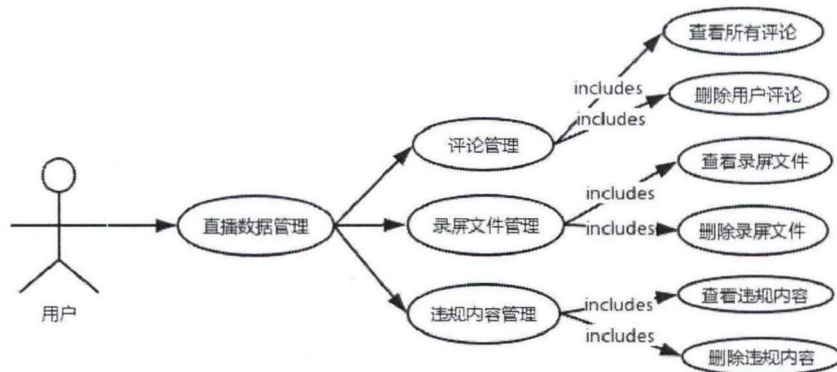 查看所有评论
includes
删除用户评论
includes
评论管理
查看录屏文件
includes
直播数据管理
录屏文件管理
includes
删除录屏文件
用户
查看违规内容
includes
违规内容管理
includes
删除违规内容